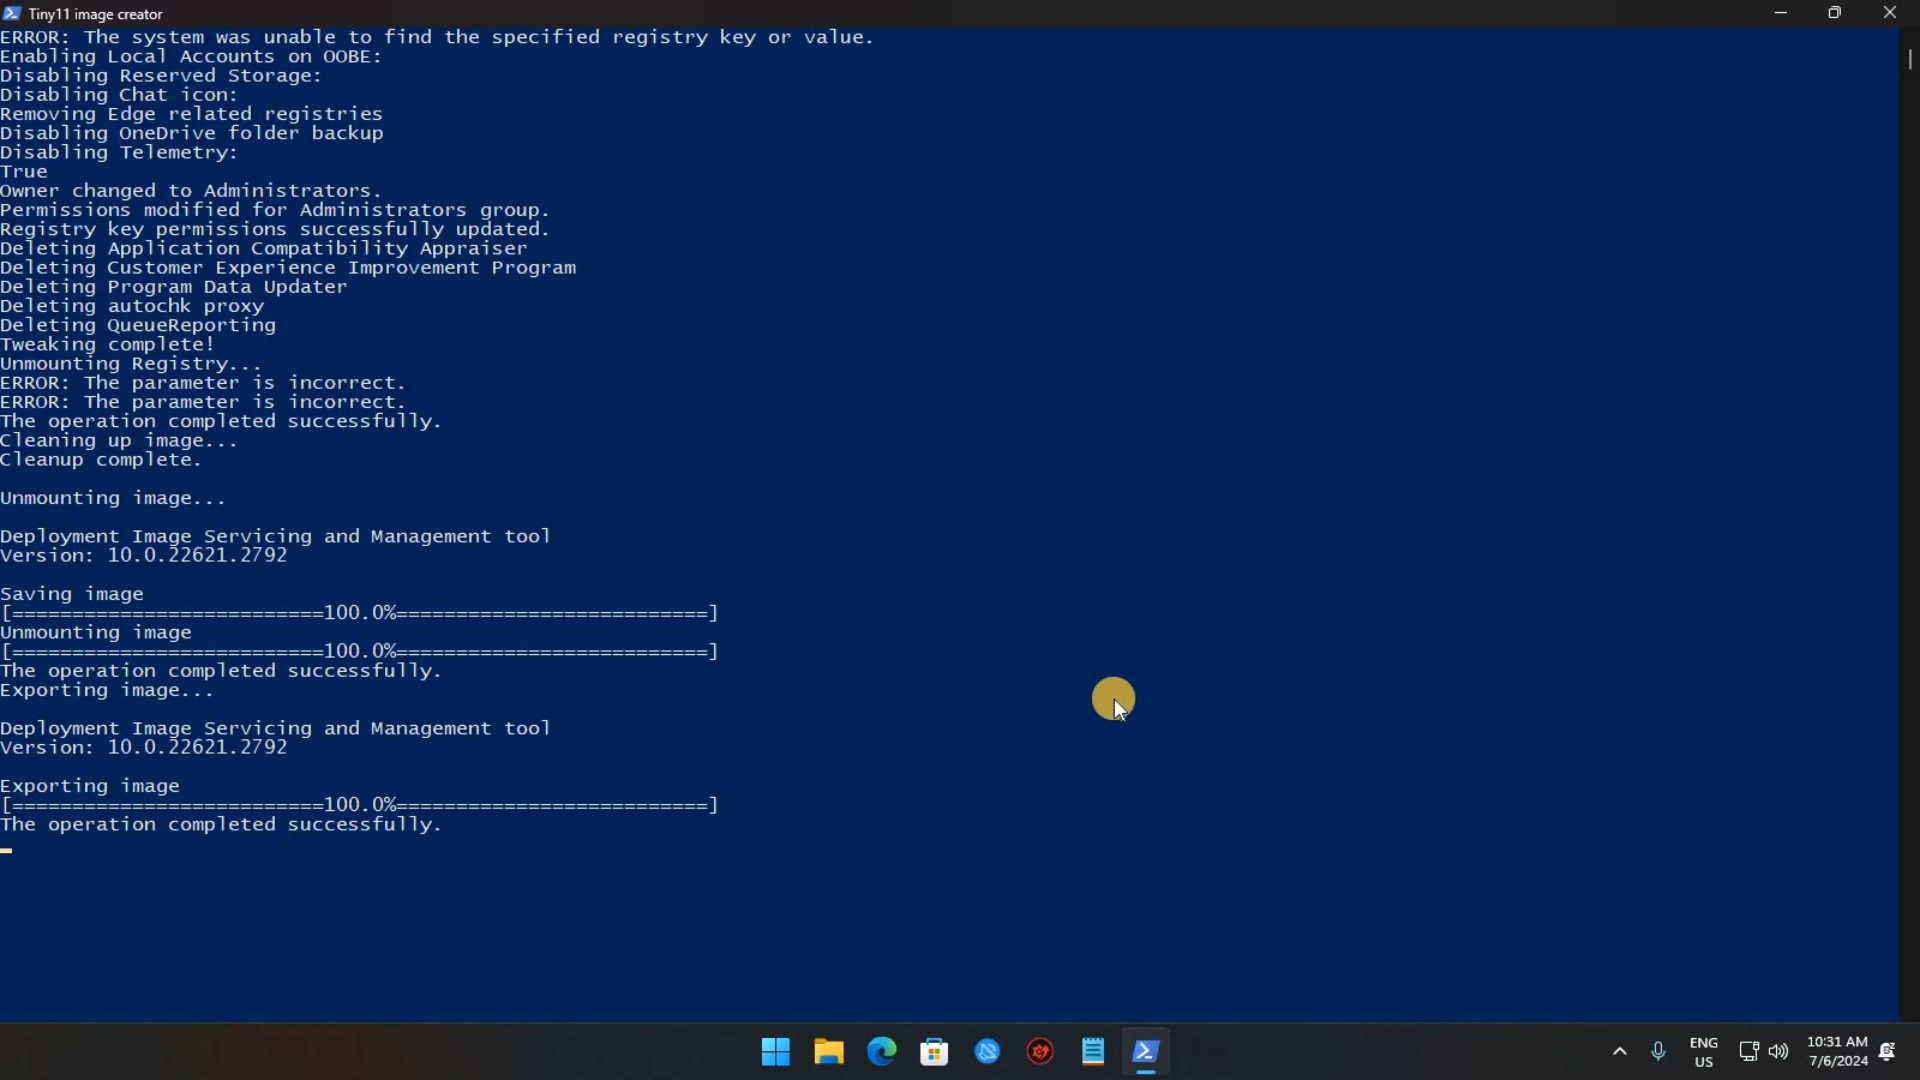 Tiny11 image creator
ERROR: The system was unable to find the specified registry key or value.
Enabling Local Accounts on OOBE:
Disabling Reserved Storage:
Disabling Chat icon:
Removing Edge related registries
Disabling OneDrive folder backup
Disabling Telemetry:
True
Owner changed to Administrators.
Permissions modified for Administrators group.
Registry key permissions successfully updated.
Deleting Application Compatibility Appraiser
Deleting Customer Experience Improvement Program
Deleting Program Data Updater
Deleting autochk proxy
Deleting QueueReporting
Tweaking complete!
Unmounting Registry...
ERROR: The parameter is incorrect.
ERROR: The parameter is incorrect.
The operation completed successfully.
Cleaning up image...
Cleanup complete.
Unmounting image...
Deployment Image Servicing and Management tool
Version: 10.0.22621.2792
Saving image
[==========================100.0%==========================]
Unmounting image
[==========================100.0%==========================]
The operation completed successfully.
Exporting image...
Deployment Image Servicing and Management tool
Version: 10.0.22621.2792
Exporting image
[==========================100.0%==========================]
The operation completed successfully.
ENG
US
10:31 AM
7/6/2024